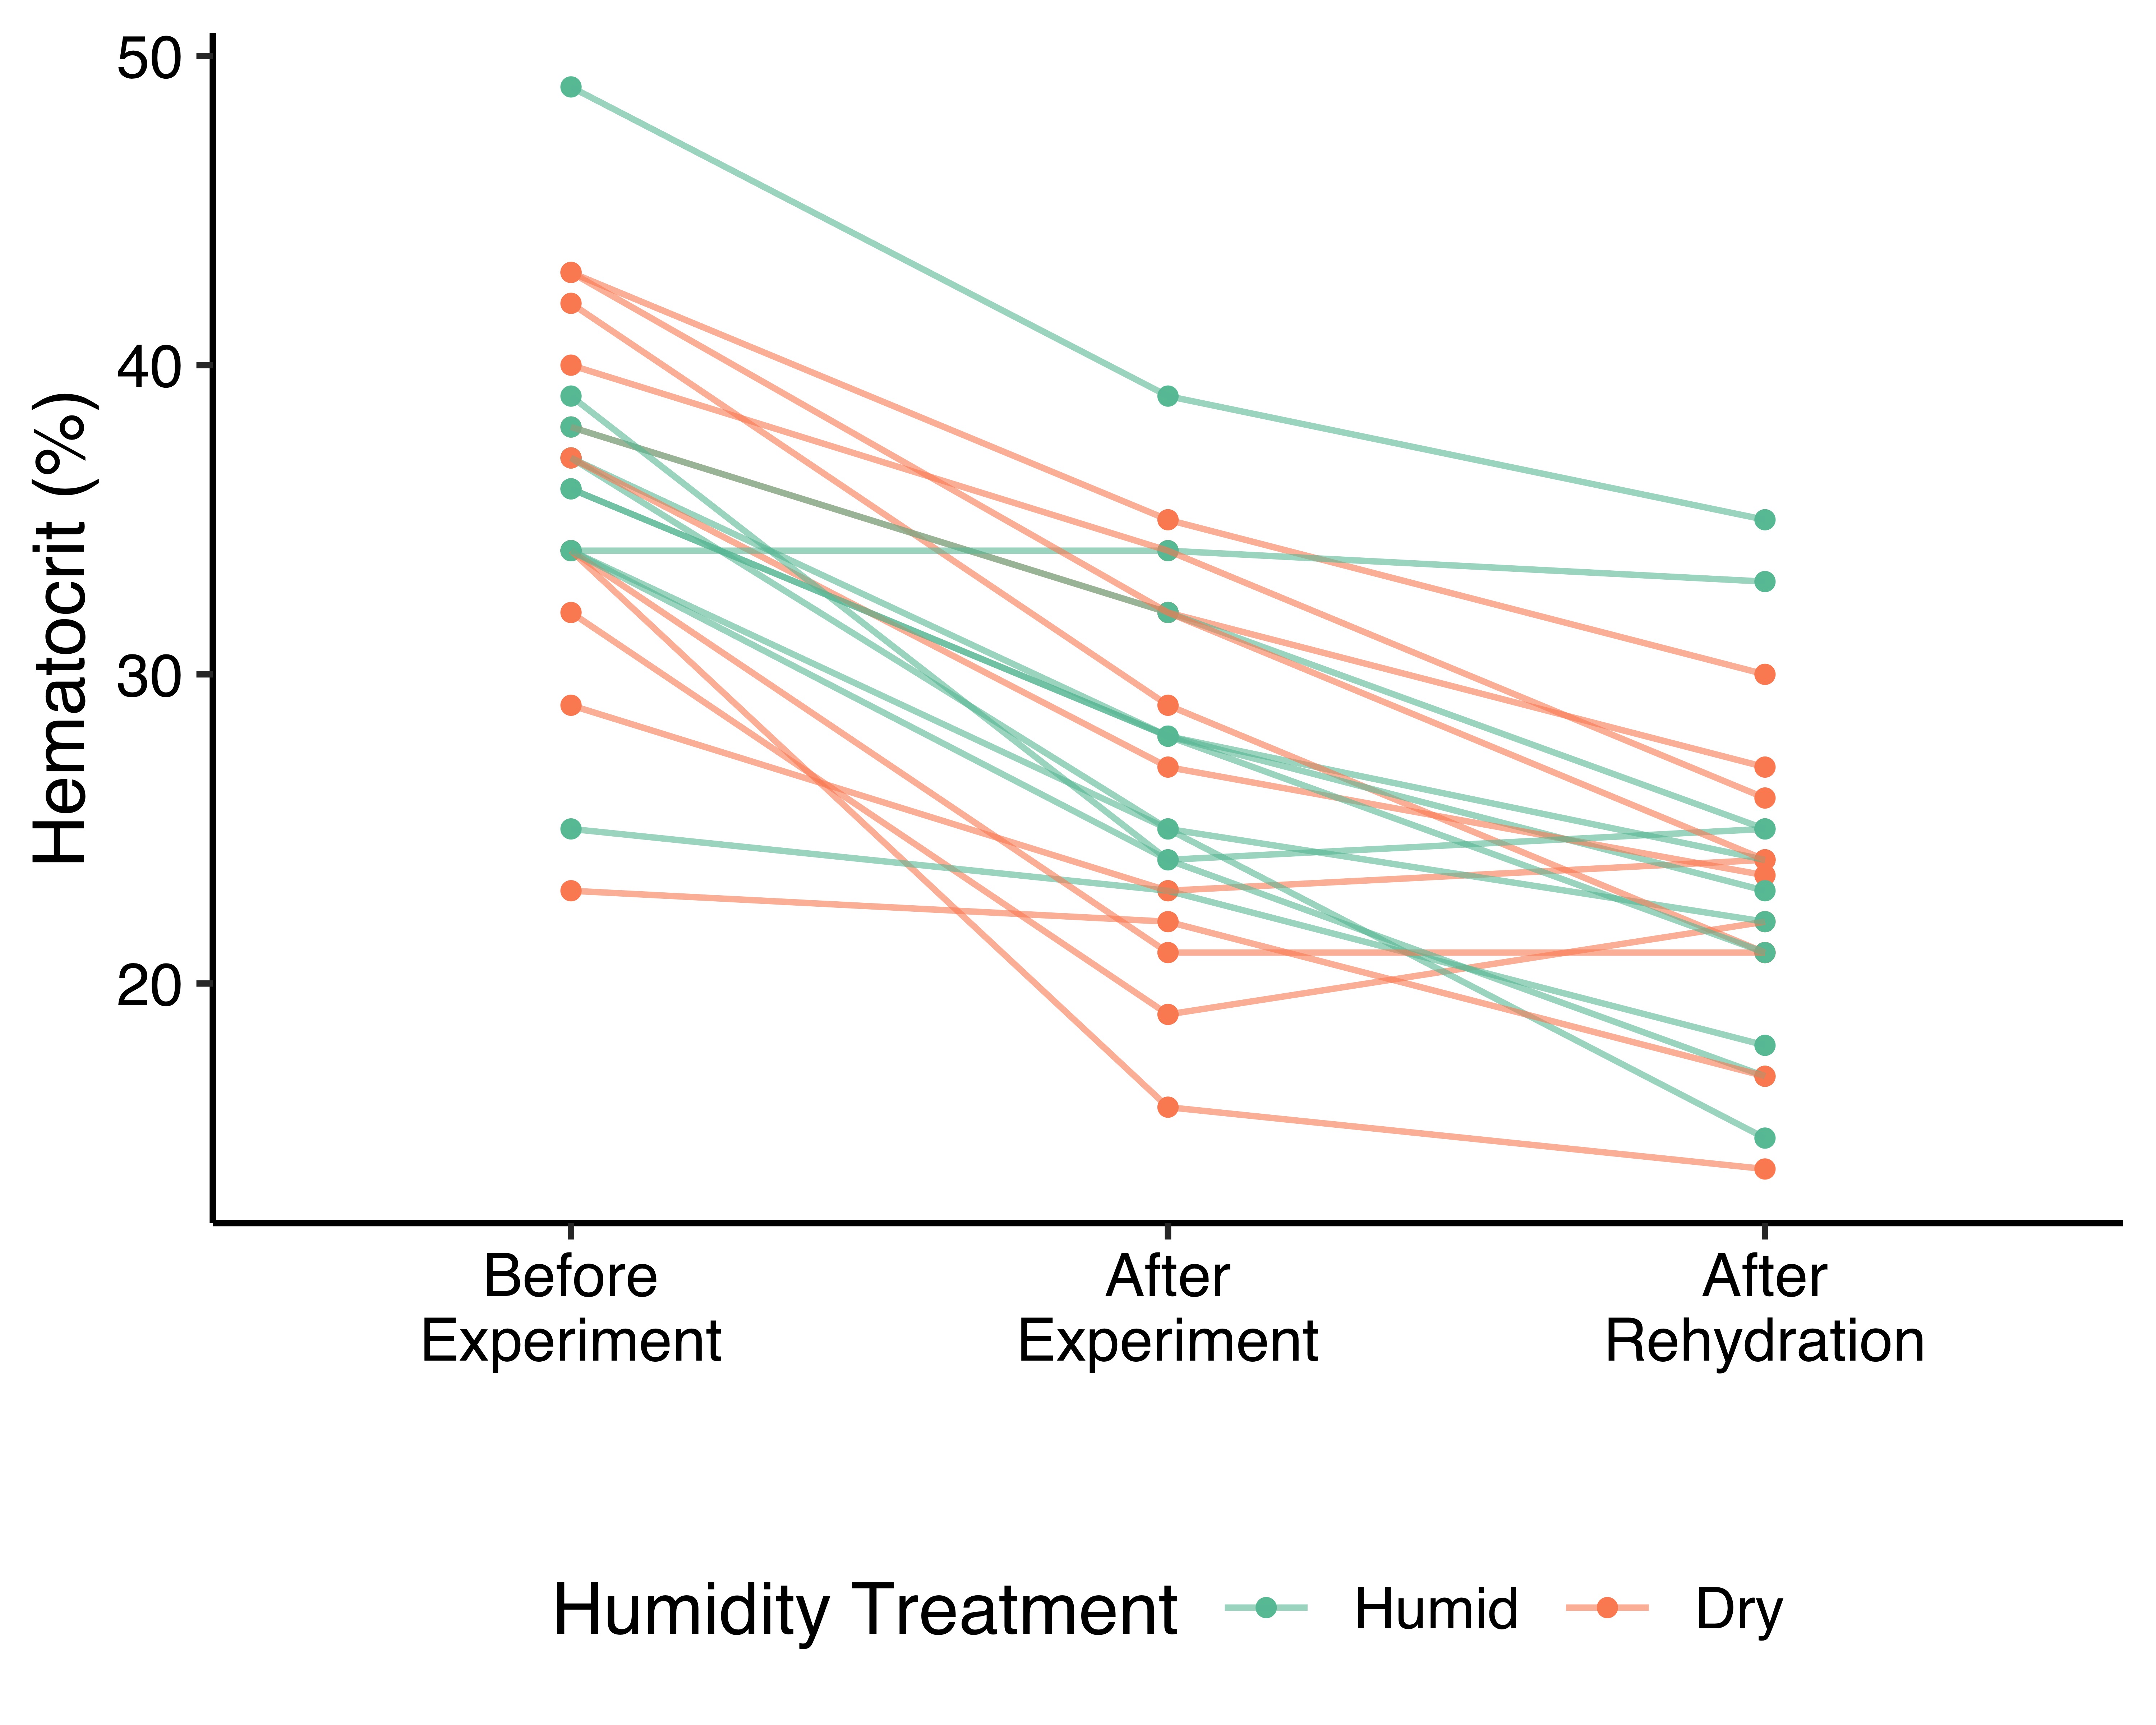 Hematocrit (%)
50
40
30
20
Before
Experiment
After
Experiment
After
Rehydration
Humidity Treatment Humid Dry